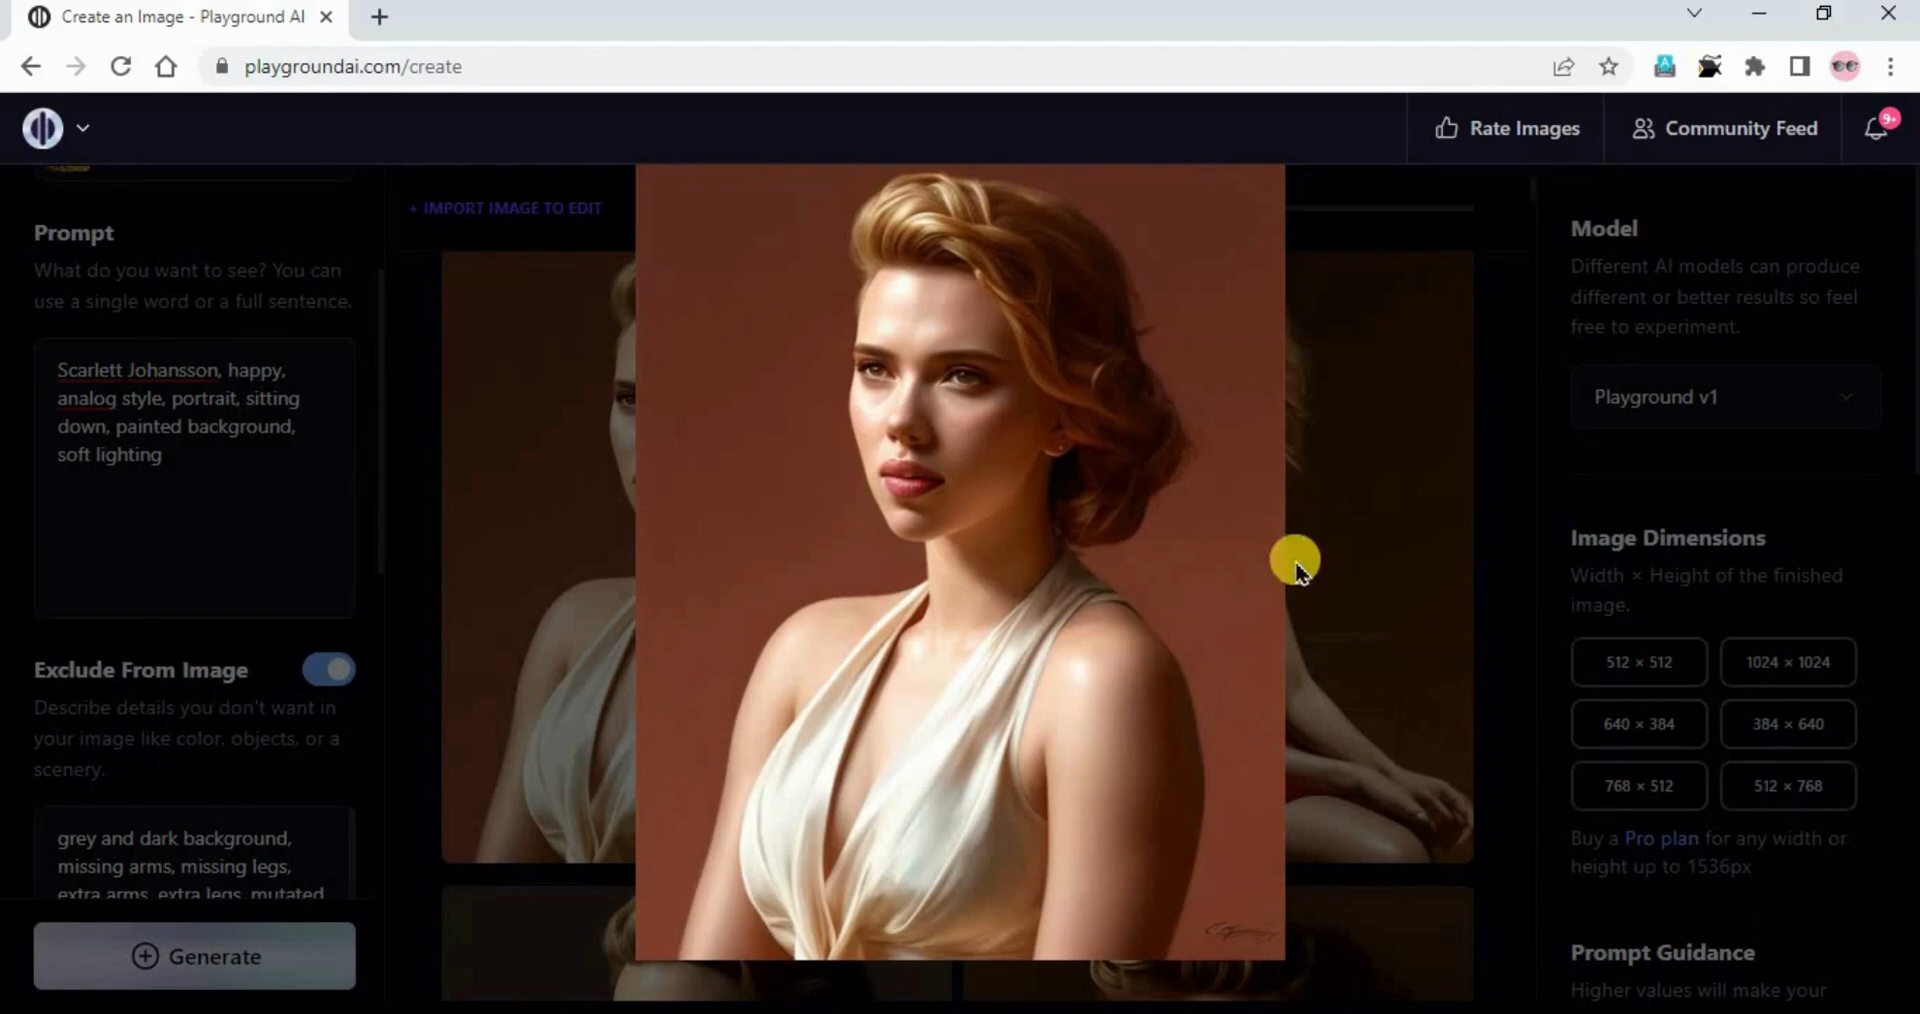 Create an Image - Playground AI
playgroundai.com/create
Rate Images
Community Feed
9+
+ IMPORT IMAGE TO EDIT
Prompt
What do you want to see? You can
use a single word or a full sentence.
Scarlett Johansson, happy,
analog style, portrait, sitting
down, painted background,
soft lighting
Exclude From Image
Describe details you don't want in
your image like color, objects, or a
scenery.
grey and dark background,
missing arms, missing legs,
extra arms, extra legs, mutated
Generate
Model
Different AI models can produce
different or better results so feel
free to experiment.
Playground v1
Image Dimensions
Width × Height of the finished
image.
512 × 512
1024 × 1024
640 × 384
384 × 640
768 × 512
512 × 768
Buy a Pro plan for any width or
height up to 1536px
Prompt Guidance
Higher values will make your